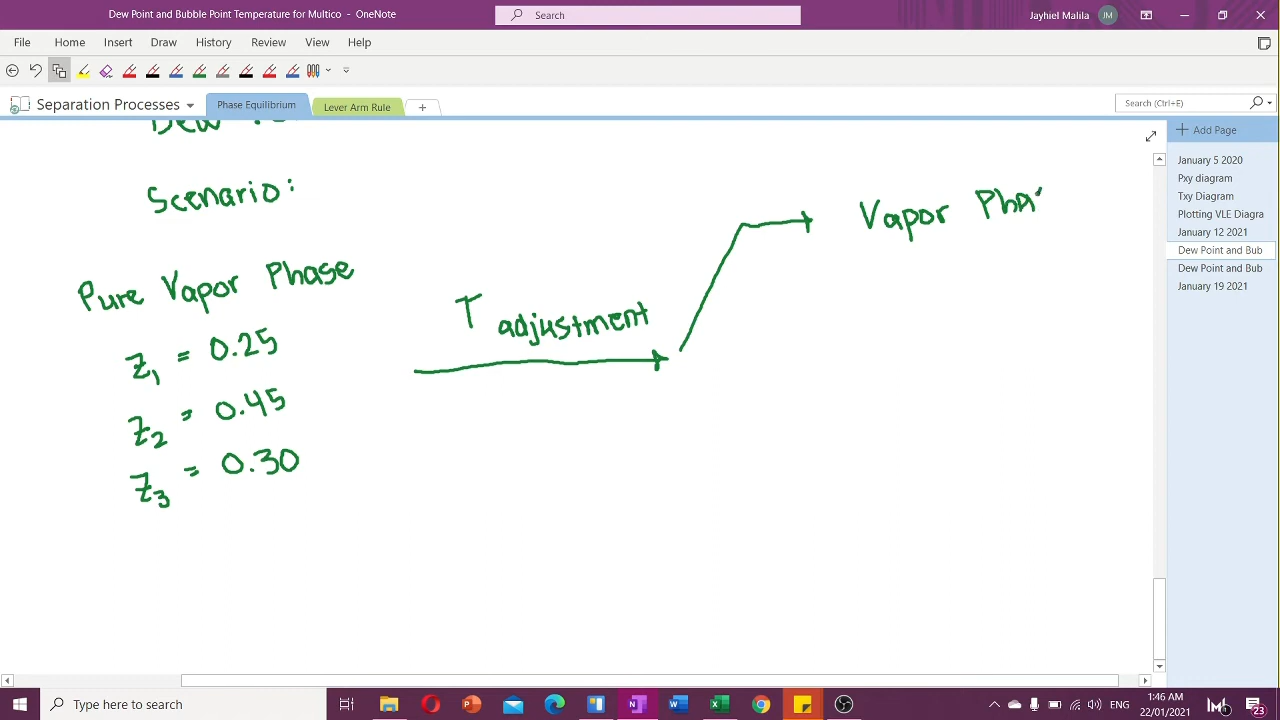 Dew Point and Bubble Point Temperature for Multico - OneNote
Search
Jayhiel Malila
JM
File Home Insert Draw History Review View Help
Separation Processes
Phase Equilibrium
Lever Arm Rule
+
Search (Ctrl+E)
Add Page
January 5 2020
Pxy diagram
Txy Diagram
Plotting VLE Diagra
January 12 2021
Dew Point and Bub
Dew Point and Bub
January 19 2021
Dew
Scenario:
Pure Vapor Phase
z₁ = 0.25
z₂ = 0.45
z₃ = 0.30
T adjustment
Vapor Pha
Type here to search
ENG
1:46 AM
22/01/2021
23